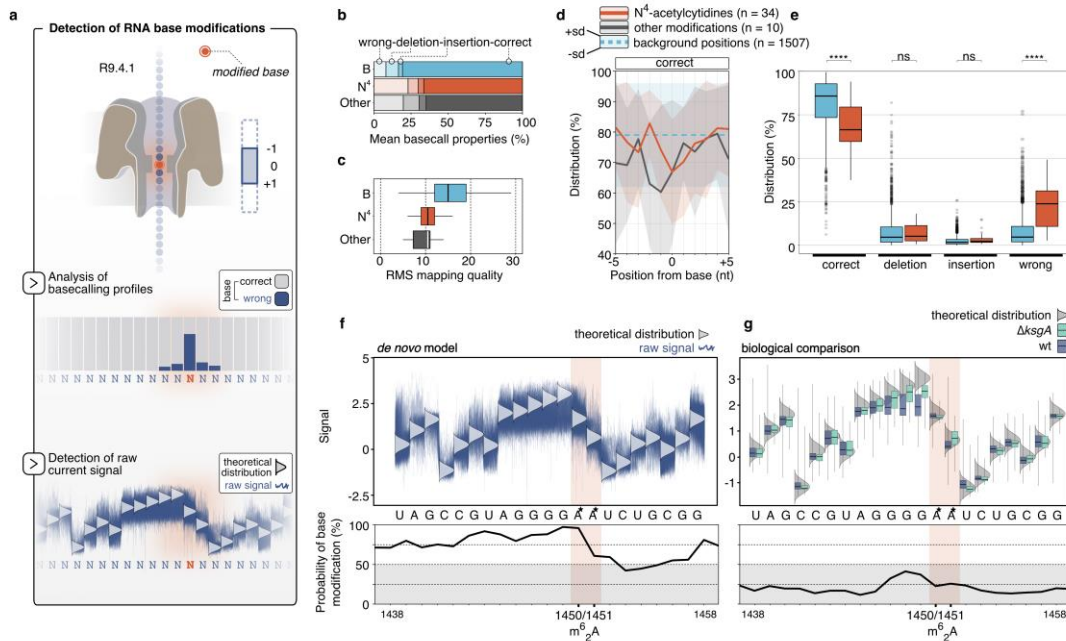 a
Detection of RNA base modifications
R9.4.1
modified base
-1
0
+1
Analysis of
basecalling profiles
base
correct
wrong
N N N N N N N N N N N N N N N N N N
Detection of raw
current signal
theoretical
distribution
raw signal
N N N N N N N N N N N N N N N N N N
b
wrong-deletion-insertion-correct
B
N⁴
Other
0 25 50 75 100
Mean basecall properties (%)
c
B
N⁴
Other
0 10 20 30
RMS mapping quality
d
N⁴-acetylcytidines (n = 34)
other modifications (n = 10)
background positions (n = 1507)
+sd
-sd
correct
100
90
80
70
60
50
40
Distribution (%)
-5 0 +5
Position from base (nt)
e
**** ns ns ****
100
75
50
25
0
Distribution (%)
correct deletion insertion wrong
f
theoretical distribution
de novo model
raw signal
5
2.5
0
-2.5
Signal
U A G C C G U A G G G G A* A* U C U G C G G
100
75
50
25
0
Probability of base
modification (%)
1438 1450/1451 1458
m⁶₂A
g
theoretical distribution
ΔksgA
biological comparison
wt
3
2
1
0
-1
U A G C C G U A G G G G A* A* U C U G C G G
1438 1450/1451 1458
m⁶₂A